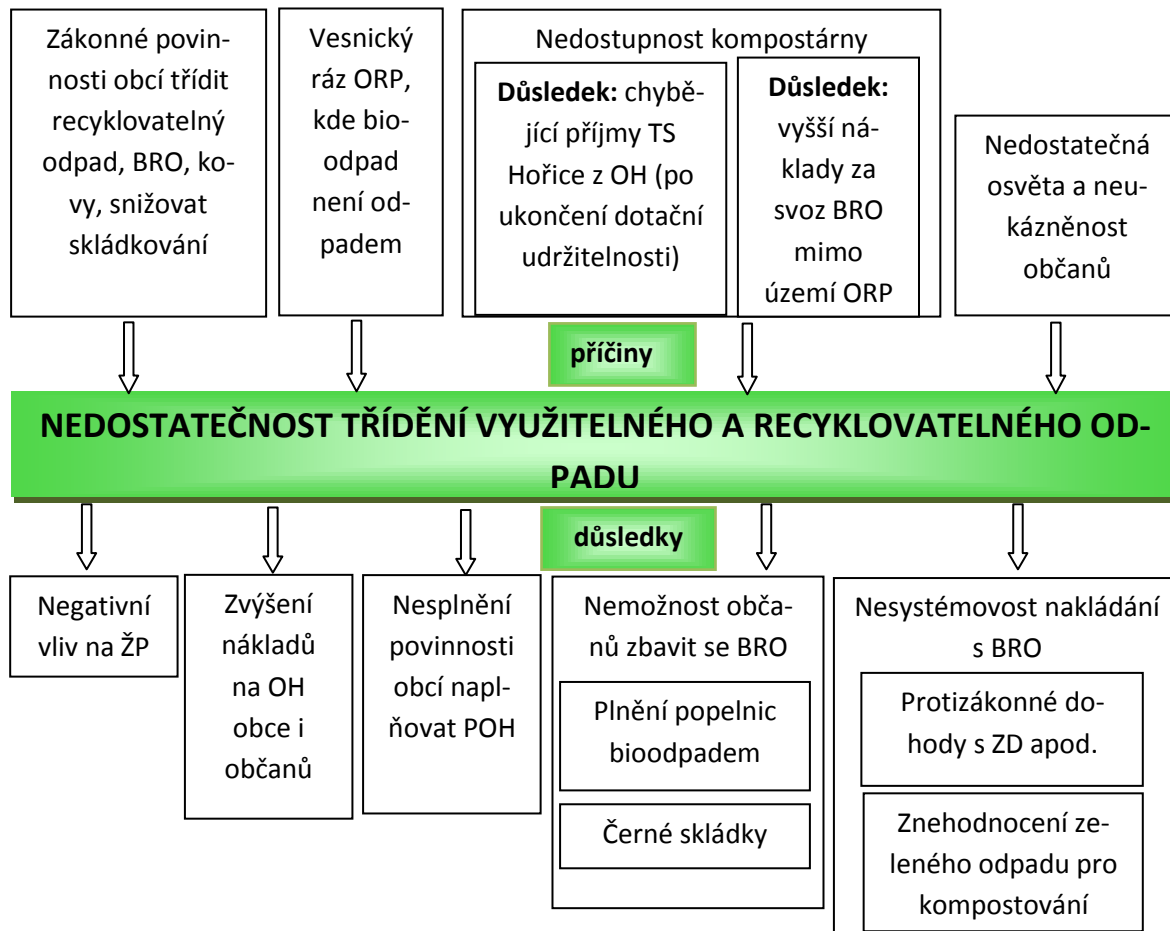 Zákonné povin-
nosti obcí třídit
recyklovatelný
odpad, BRO, ko-
vy, snižovat
skládkování
Vesnický
ráz ORP,
kde bio-
odpad
není od-
padem
Nedostupnost kompostárny
Důsledek: chybě-
jící příjmy TS
Hořice z OH (po
ukončení dotační
udržitelnosti)
Důsledek:
vyšší ná-
klady za
svoz BRO
mimo
území ORP
Nedostatečná
osvěta a neu-
kázněnost
občanů
příčiny
NEDOSTATEČNOST TŘÍDĚNÍ VYUŽITELNÉHO A RECYKLOVATELNÉHO OD-
PADU
důsledky
Negativní
vliv na ŽP
Zvýšení
nákladů
na OH
obce i
občanů
Nesplnění
povinnosti
obcí napl-
ňovat POH
Nemožnost obča-
nů zbavit se BRO
Plnění popelnic
bioodpadem
Černé skládky
Nesystémovost nakládání
s BRO
Protizákonné do-
hody s ZD apod.
Znehodnocení ze-
leného odpadu pro
kompostování